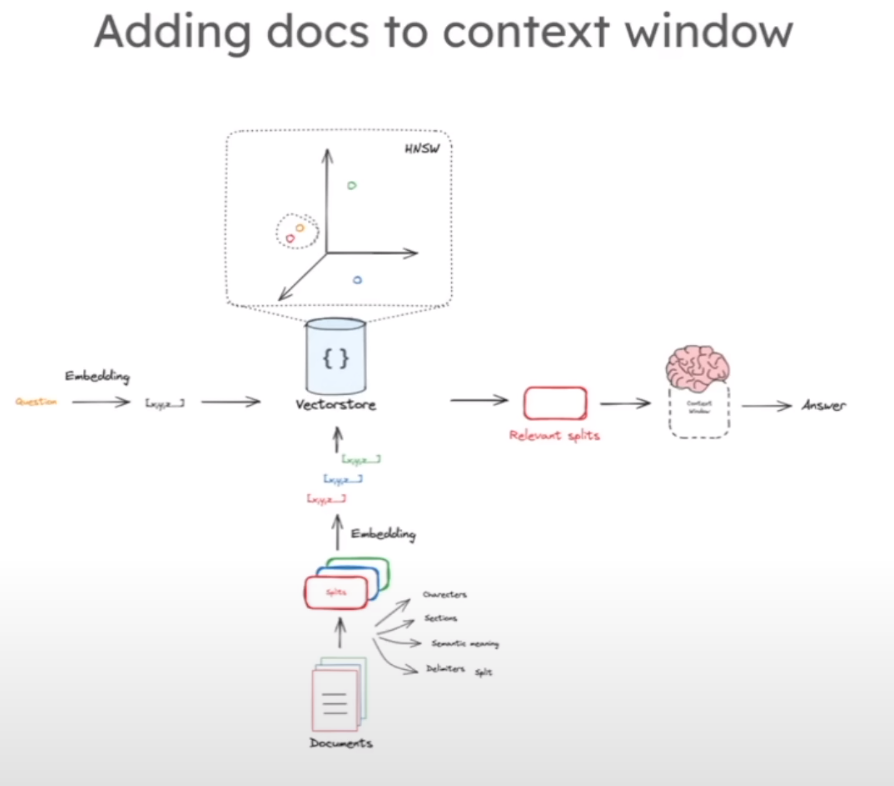 Adding docs to context window
HNSW
Embedding
Question
[x,y,z...]
{}
Vectorstore
Relevant splits
Context
Window
Answer
[x,y,z...]
[x,y,z...]
[x,y,z...]
Embedding
Splits
Characters
Sections
Semantic meaning
Delimiters Split
Documents